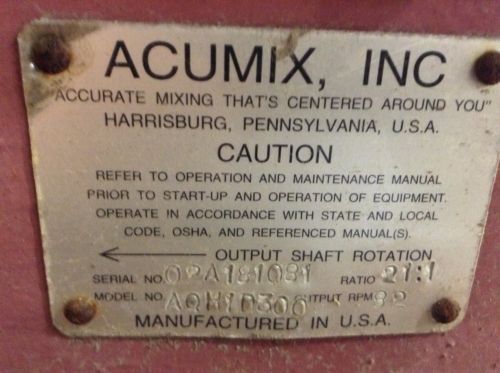 ACUMIX, INC
"ACCURATE MIXING THAT'S CENTERED AROUND YOU"
HARRISBURG, PENNSYLVANIA, U.S.A.
CAUTION
REFER TO OPERATION AND MAINTENANCE MANUAL
PRIOR TO START-UP AND OPERATION OF EQUIPMENT.
OPERATE IN ACCORDANCE WITH STATE AND LOCAL
CODE, OSHA, AND REFERENCED MANUAL(S).
OUTPUT SHAFT ROTATION
SERIAL NO. 02A181081 RATIO 21:1
MODEL NO. RPM 82
MANUFACTURED IN U.S.A.